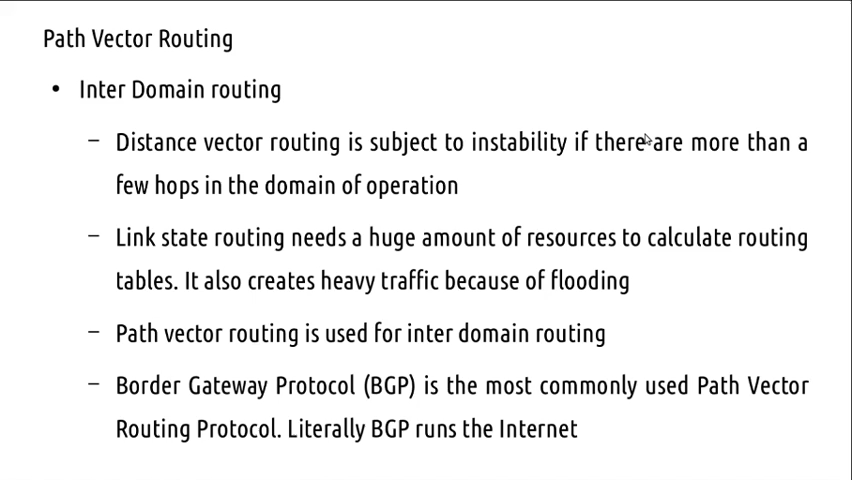 Path Vector Routing
• Inter Domain routing
– Distance vector routing is subject to instability if there are more than a
few hops in the domain of operation
– Link state routing needs a huge amount of resources to calculate routing
tables. It also creates heavy traffic because of flooding
– Path vector routing is used for inter domain routing
– Border Gateway Protocol (BGP) is the most commonly used Path Vector
Routing Protocol. Literally BGP runs the Internet